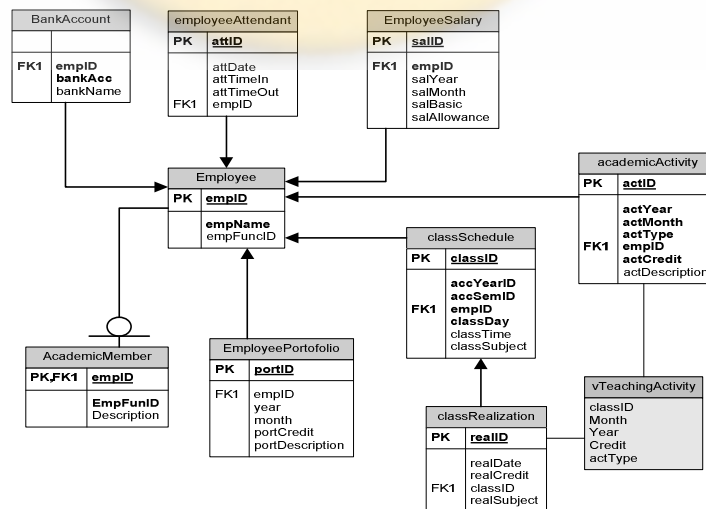 BankAccount
FK1 empID
bankAcc
bankName
employeeAttendant
PK attID
attDate
attTimeIn
attTimeOut
FK1 empID
EmployeeSalary
PK salID
FK1 empID
salYear
salMonth
salBasic
salAllowance
Employee
PK empID
empName
empFuncID
academicActivity
PK actID
actYear
actMonth
actType
FK1 empID
actCredit
actDescription
classSchedule
PK classID
accYearID
accSemID
FK1 empID
classDay
classTime
classSubject
AcademicMember
PK,FK1 empID
EmpFunID
Description
EmployeePortofolio
PK portID
FK1 empID
year
month
portCredit
portDescription
vTeachingActivity
classID
Month
Year
Credit
actType
classRealization
PK realID
realDate
realCredit
FK1 classID
realSubject